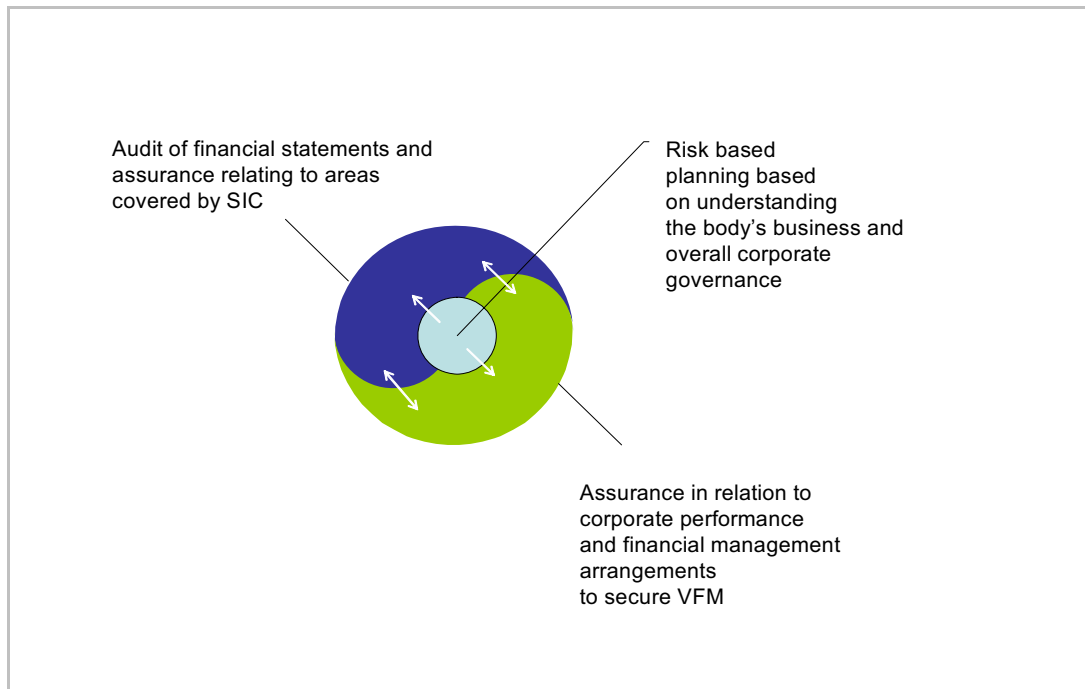 Audit of financial statements and
assurance relating to areas
covered by SIC
Risk based
planning based
on understanding
the body's business and
overall corporate
governance
Assurance in relation to
corporate performance
and financial management
arrangements
to secure VFM